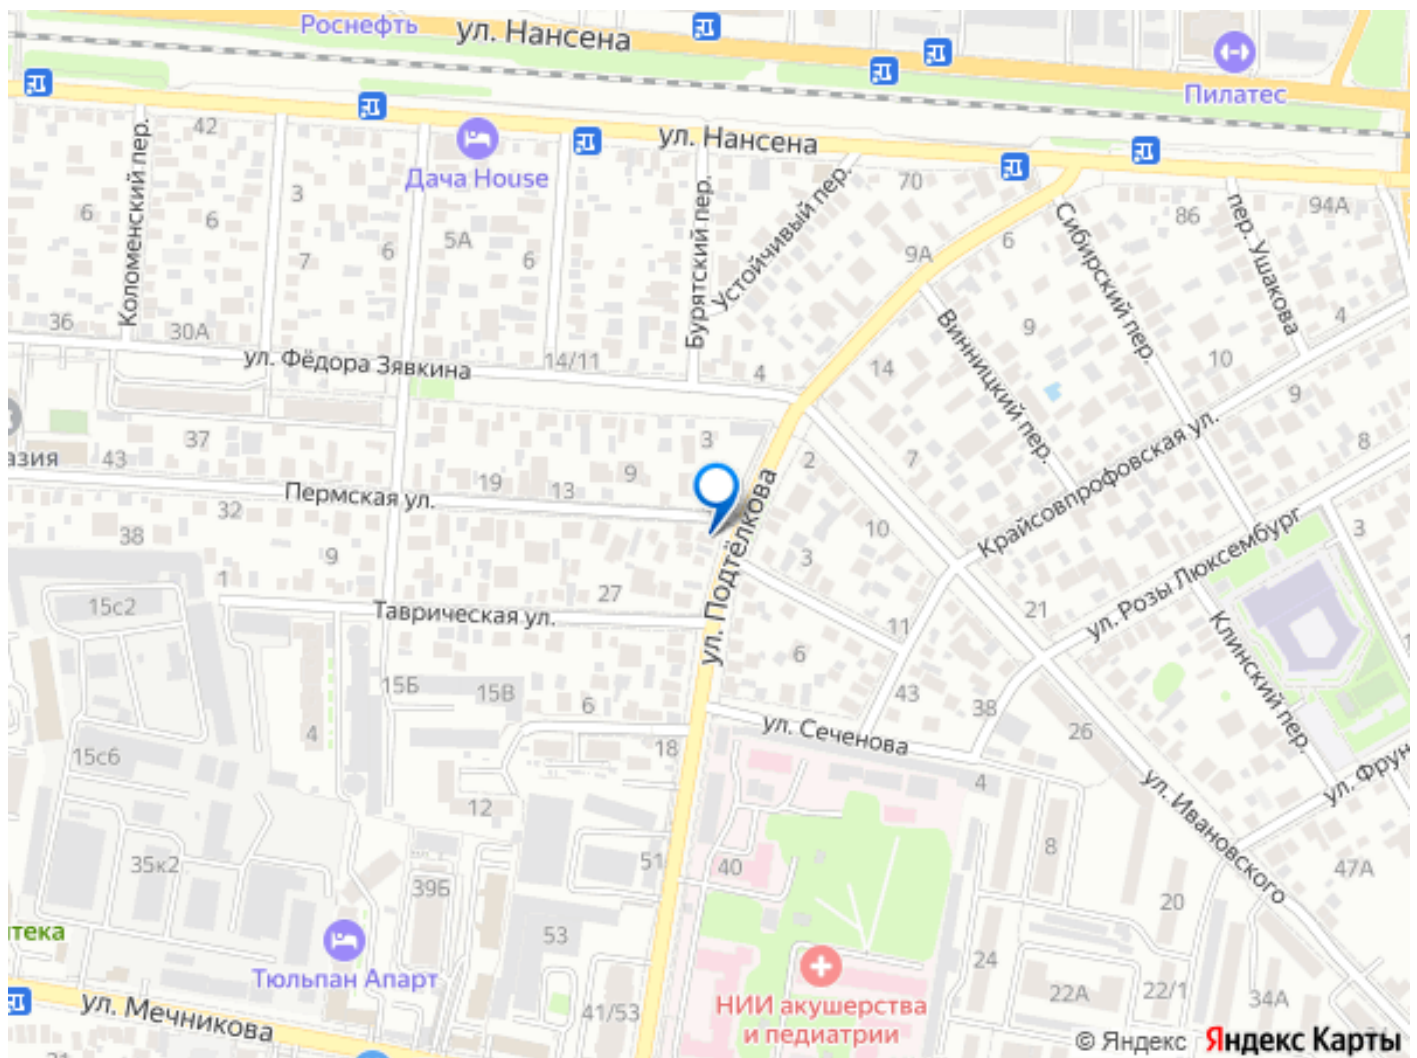 Роснефть
ул. Нансена
Пилатес
ул. Нансена
Дача House
42
Коломенский пер.
3
6
6
7
6
5А
6
Бурятский пер.
Устойчивый пер.
70
9А
6
Сибирский пер.
86
пер. Ушакова
94А
36
30А
ул. Фёдора Зявкина
14/11
4
14
Винницкий пер.
9
10
4
9
37
43
азия
3
9
19
13
Пермская ул.
32
38
9
1
2
7
10
3
ул. Подтёлкова
Крайсовпрофовская ул.
8
3
ул. Розы Люксембург
15с2
27
Таврическая ул.
21
11
6
43
38
Клинский пер.
15Б
15В
6
4
18
ул. Сеченова
26
4
ул. Ивановского
ул. Фрун
15с6
12
51
40
8
47А
35к2
39Б
20
тека
Тюльпан Апарт
53
24
НИИ акушерства
и педиатрии
22А
22/1
34А
ул. Мечникова
41/53
© Яндекс Яндекс Карты